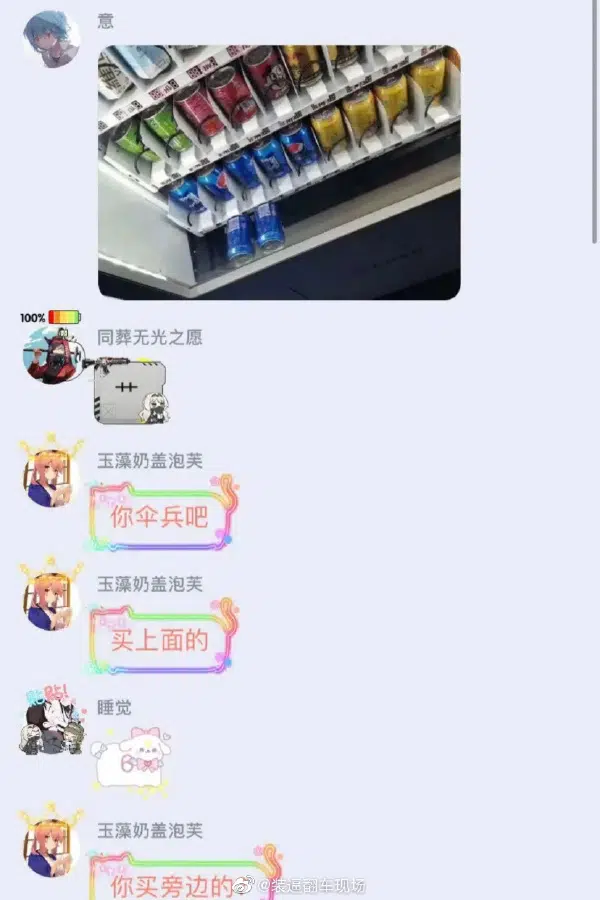 意
100%
同葬无光之愿
玉藻奶盖泡芙
你伞兵吧
玉藻奶盖泡芙
买上面的
貼貼!
睡觉
6
玉藻奶盖泡芙
你买旁边的
@装逼翻车现场